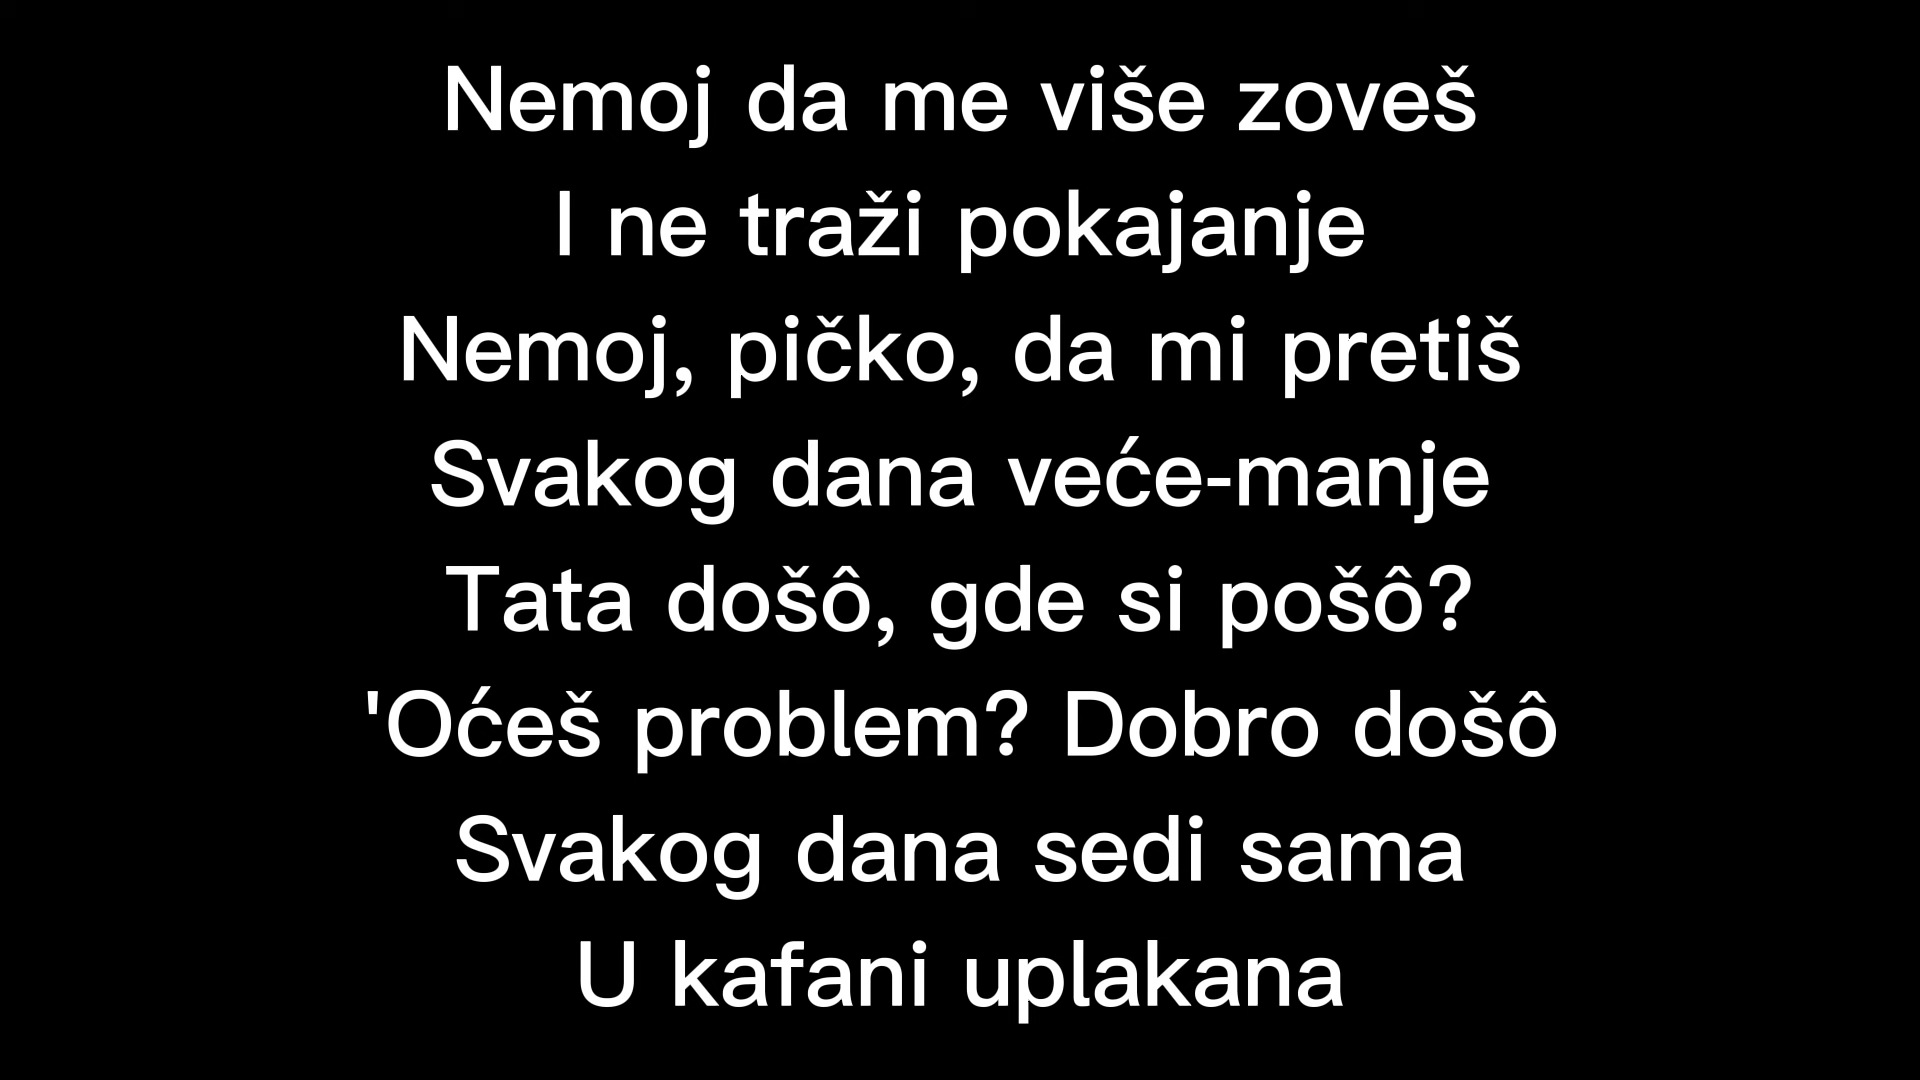 Nemoj da me više zoveš
I ne traži pokajanje
Nemoj, pičko, da mi pretiš
Svakog dana veće-manje
Tata došô, gde si pošô?
'Oćeš problem? Dobro došô
Svakog dana sedi sama
U kafani uplakana